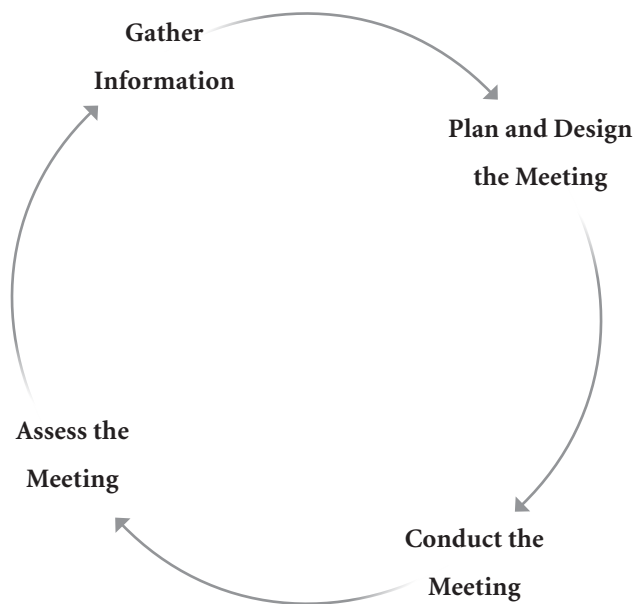 Gather
Information
Plan and Design
the Meeting
Conduct the
Meeting
Assess the
Meeting